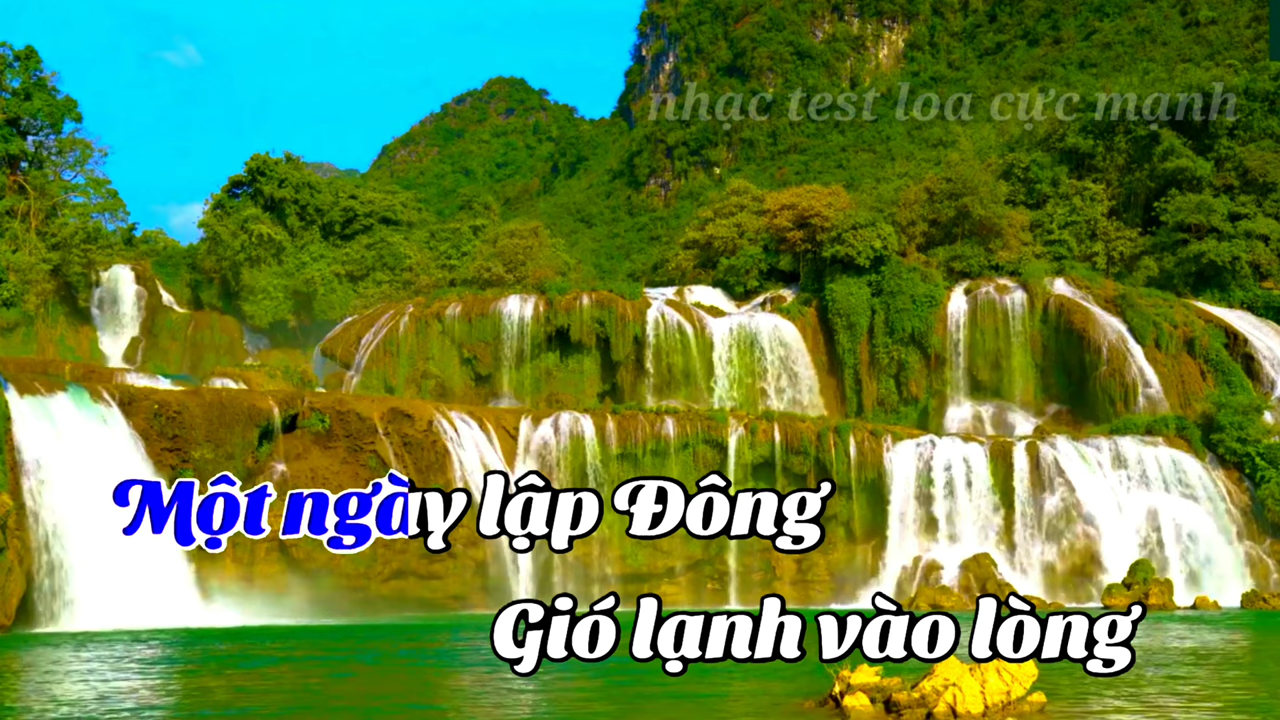 nhạc test loa cực mạnh
Một ngày lập Đông
Gió lạnh vào lòng